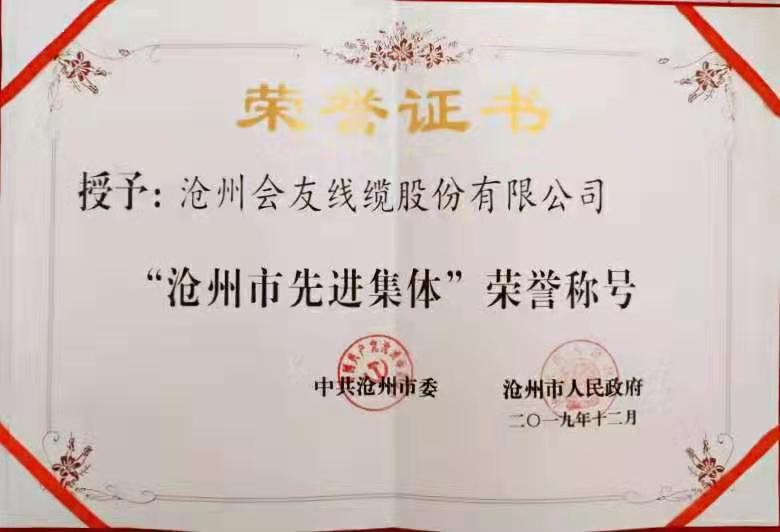 荣誉证书
授予：沧州会友线缆股份有限公司
“沧州市先进集体”荣誉称号
中共沧州市委 沧州市人民政府
二〇一九年十二月